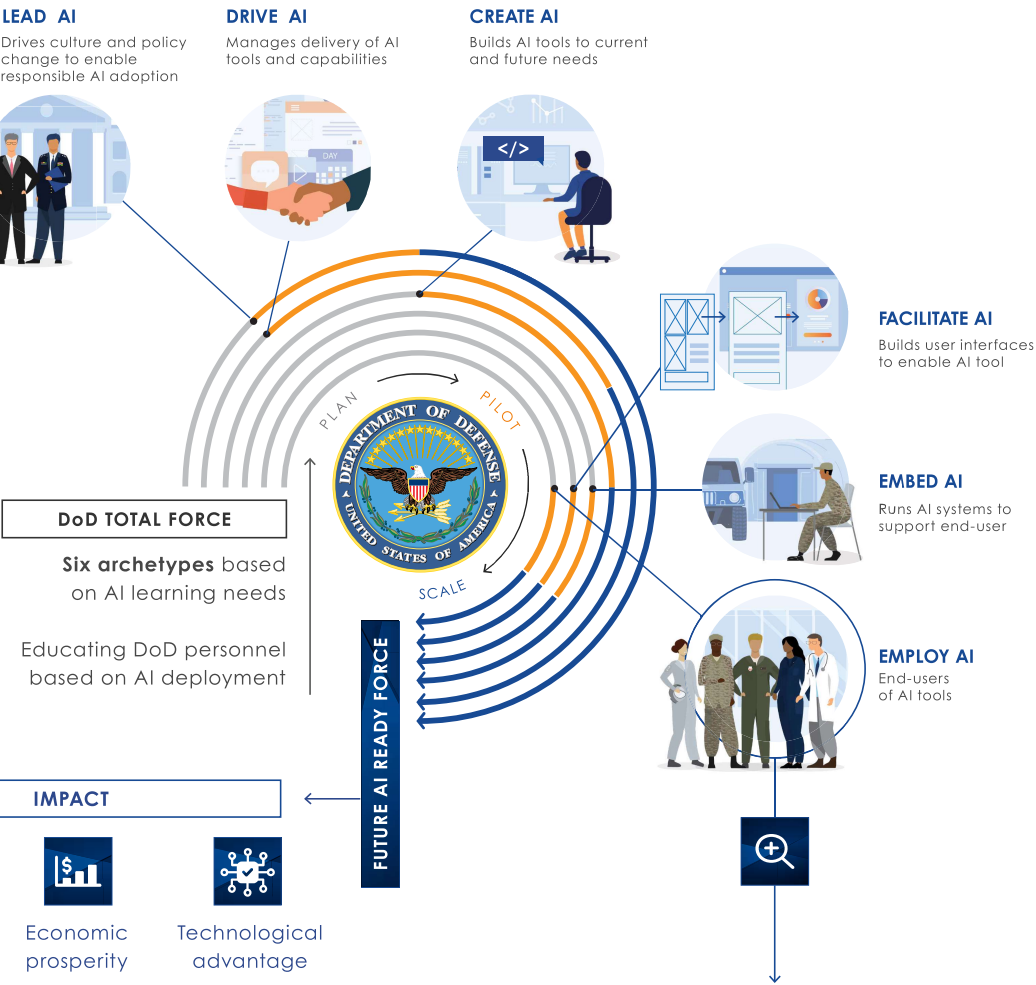 LEAD AI
Drives culture and policy
change to enable
responsible AI adoption
DRIVE AI
Manages delivery of AI
tools and capabilities
CREATE AI
Builds AI tools to current
and future needs
</>
DAY
FACILITATE AI
Builds user interfaces
to enable AI tool
PLAN
PILOT
SCALE
DEPARTMENT OF DEFENSE
UNITED STATES OF AMERICA
EMBED AI
Runs AI systems to
support end-user
DoD TOTAL FORCE
Six archetypes based
on AI learning needs
Educating DoD personnel
based on AI deployment
FUTURE AI READY FORCE
EMPLOY AI
End-users
of AI tools
IMPACT
$
Economic
prosperity
Technological
advantage